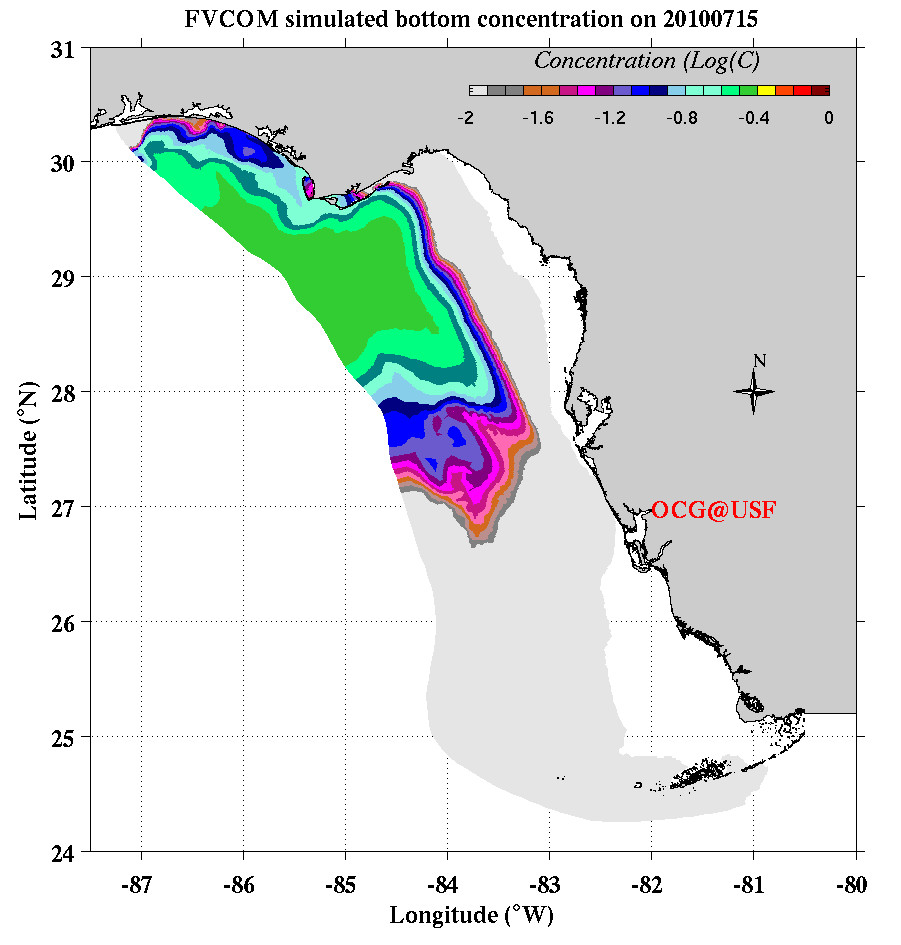 FVCOM simulated bottom concentration on 20100715
Concentration (Log(C)
-2 -1.6 -1.2 -0.8 -0.4 0
31
30
29
28
27
26
25
24
Latitude (°N)
N
OCG@USF
-87 -86 -85 -84 -83 -82 -81 -80
Longitude (°W)